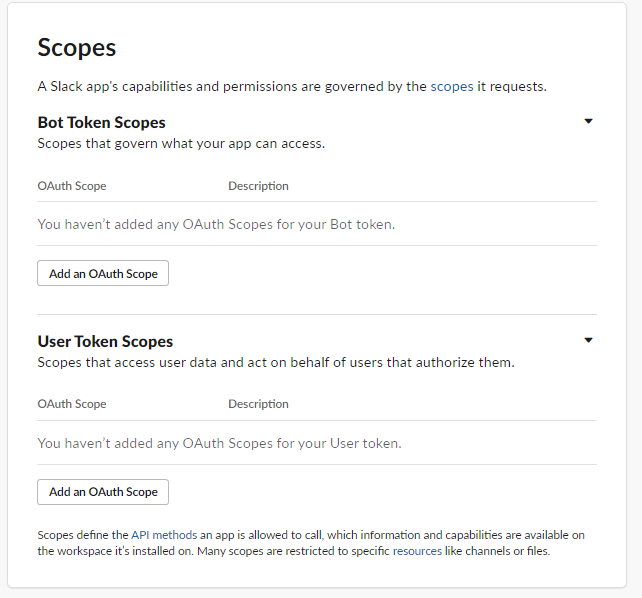 Scopes
A Slack app's capabilities and permissions are governed by the scopes it requests.
Bot Token Scopes
Scopes that govern what your app can access.
OAuth Scope Description
You haven’t added any OAuth Scopes for your Bot token.
Add an OAuth Scope
User Token Scopes
Scopes that access user data and act on behalf of users that authorize them.
OAuth Scope Description
You haven’t added any OAuth Scopes for your User token.
Add an OAuth Scope
Scopes define the API methods an app is allowed to call, which information and capabilities are available on
the workspace it’s installed on. Many scopes are restricted to specific resources like channels or files.